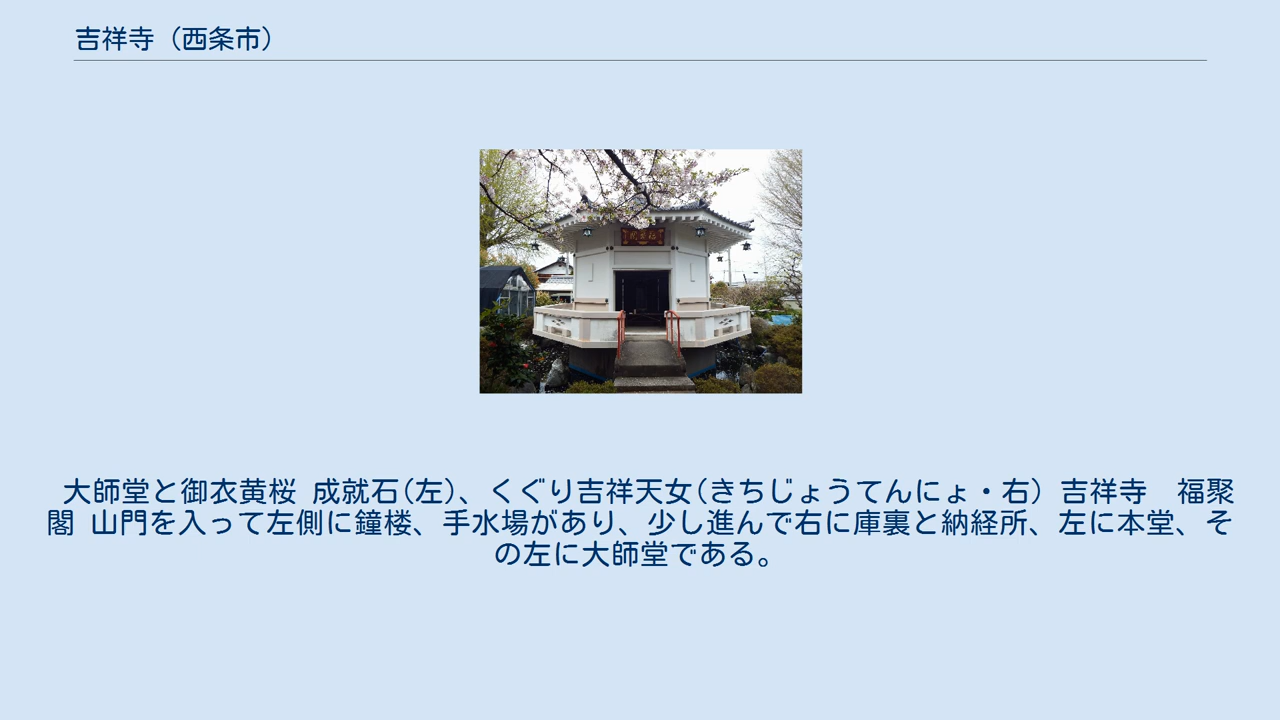 吉祥寺（西条市）
大師堂と御衣黄桜 成就石(左)、くぐり吉祥天女(きちじょうてんにょ・右) 吉祥寺　福聚
閣 山門を入って左側に鐘楼、手水場があり、少し進んで右に庫裏と納経所、左に本堂、そ
の左に大師堂である。